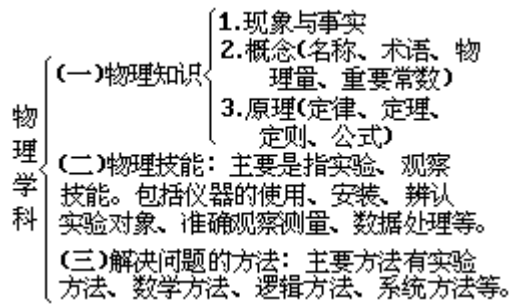 物理学科
(一)物理知识
1.现象与事实
2.概念(名称、术语、物
理量、重要常数)
3.原理(定律、定理、
定则、公式)
(二)物理技能：主要是指实验、观察
技能。包括仪器的使用、安装、辨认
实验对象、准确观察测量、数据处理等。
(三)解决问题的方法：主要方法有实验
方法、数学方法、逻辑方法、系统方法等。